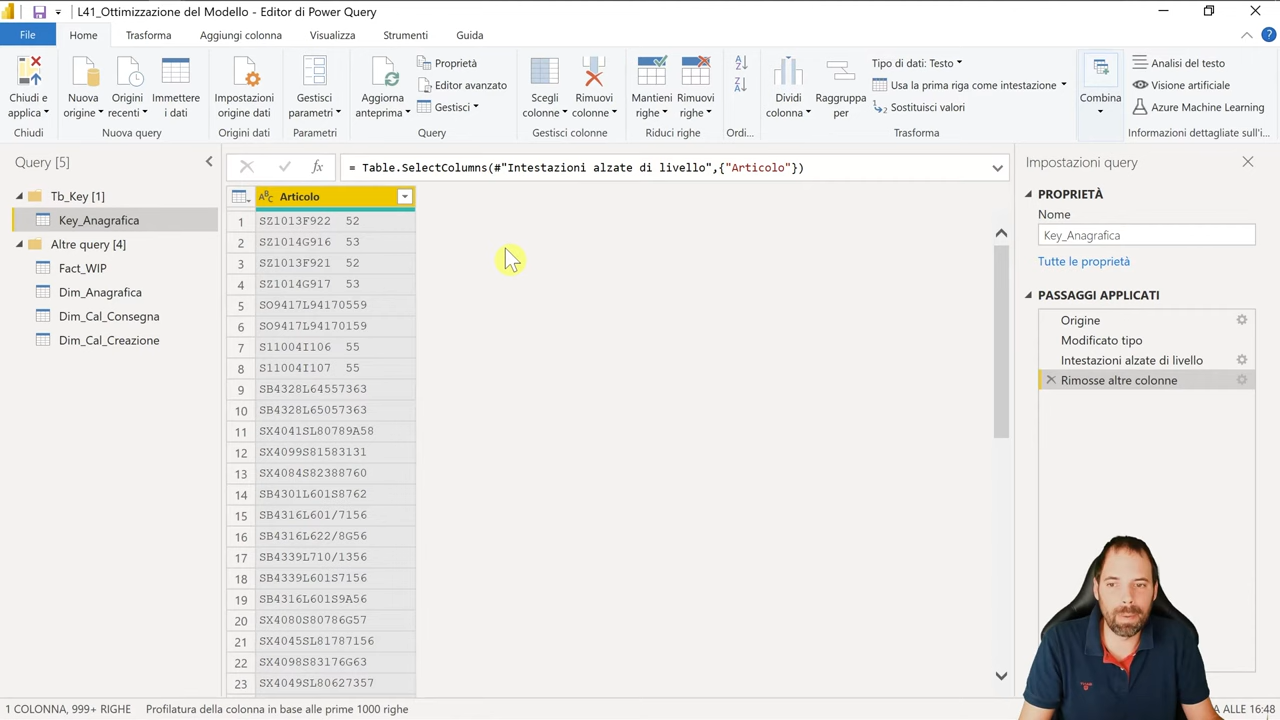 L41_Ottimizzazione del Modello - Editor di Power Query
File Home Trasforma Aggiungi colonna Visualizza Strumenti Guida
Chiudi e applica
Chiudi
Nuova origine
Origini recenti
Immettere i dati
Nuova query
Impostazioni origine dati
Origini dati
Gestisci parametri
Parametri
Aggiorna anteprima
Proprietà
Editor avanzato
Gestisci
Query
Scegli colonne
Rimuovi colonne
Gestisci colonne
Mantieni righe
Rimuovi righe
Riduci righe
Ordi...
Dividi colonna
Raggruppa per
Tipo di dati: Testo
Usa la prima riga come intestazione
Sostituisci valori
Trasforma
Combina
Analisi del testo
Visione artificiale
Azure Machine Learning
Informazioni dettagliate sull'i...
Query [5]
Tb_Key [1]
Key_Anagrafica
Altre query [4]
Fact_WIP
Dim_Anagrafica
Dim_Cal_Consegna
Dim_Cal_Creazione
fx = Table.SelectColumns(#"Intestazioni alzate di livello",{"Articolo"})
Articolo
1 SZ1013F922 52
2 SZ1014G916 53
3 SZ1013F921 52
4 SZ1014G917 53
5 SO9417L94170559
6 SO9417L94170159
7 S11004I106 55
8 S11004I107 55
9 SB4328L64557363
10 SB4328L65057363
11 SX4041SL80789A58
12 SX4099S81583131
13 SX4084S82388760
14 SB4301L601S8762
15 SB4316L601/7156
16 SB4316L622/8G56
17 SB4339L710/1356
18 SB4339L601S7156
19 SB4316L601S9A56
20 SX4080S80786G57
21 SX4045SL81787156
22 SX4098S83176G63
23 SX4049SL80627357
Impostazioni query
PROPRIETÀ
Nome
Key_Anagrafica
Tutte le proprietà
PASSAGGI APPLICATI
Origine
Modificato tipo
Intestazioni alzate di livello
Rimosse altre colonne
1 COLONNA, 999+ RIGHE Profilatura della colonna in base alle prime 1000 righe
ALLE 16:48